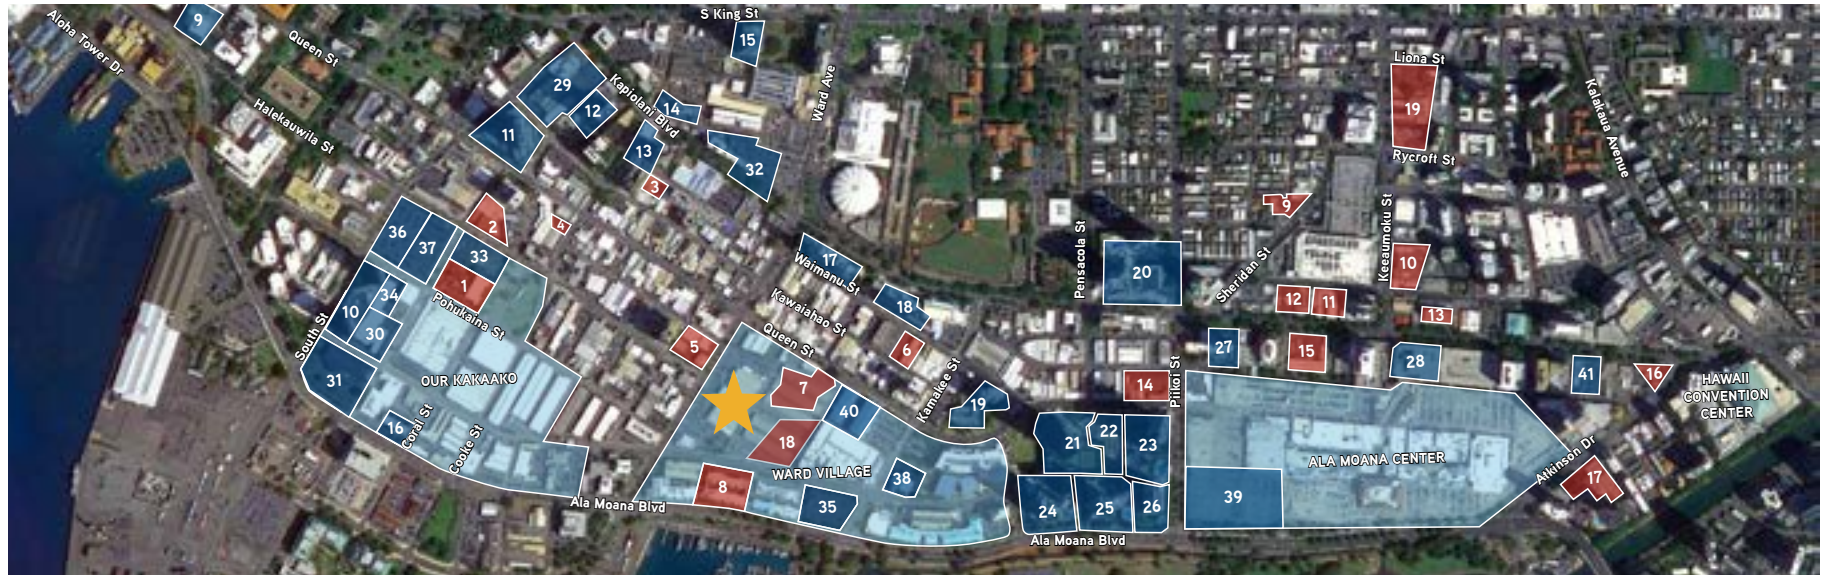 S King St
9
Aloha Tower Dr
Queen St
15
Liona St
29
Kapiolani Blvd
Ward Ave
Kalakaua Avenue
14
12
19
Halekauwila St
11
13
Rycroft St
32
3
9
36
37
2
4
Pensacola St
Keeaumoku St
33
17
Waimanu St
20
Sheridan St
10
1
34
Pohukaina St
10
Kawaiahao St
18
12
11
13
30
South St
Queen St
5
6
27
15
28
31
OUR KAKAAKO
Kamakee St
14
Piikoi St
41
16
HAWAII
CONVENTION
CENTER
7
40
19
16
Coral St
Cooke St
18
21
22
23
WARD VILLAGE
ALA MOANA CENTER
Atkinson Dr
8
38
17
35
39
24
25
26
Ala Moana Blvd
Ala Moana Blvd